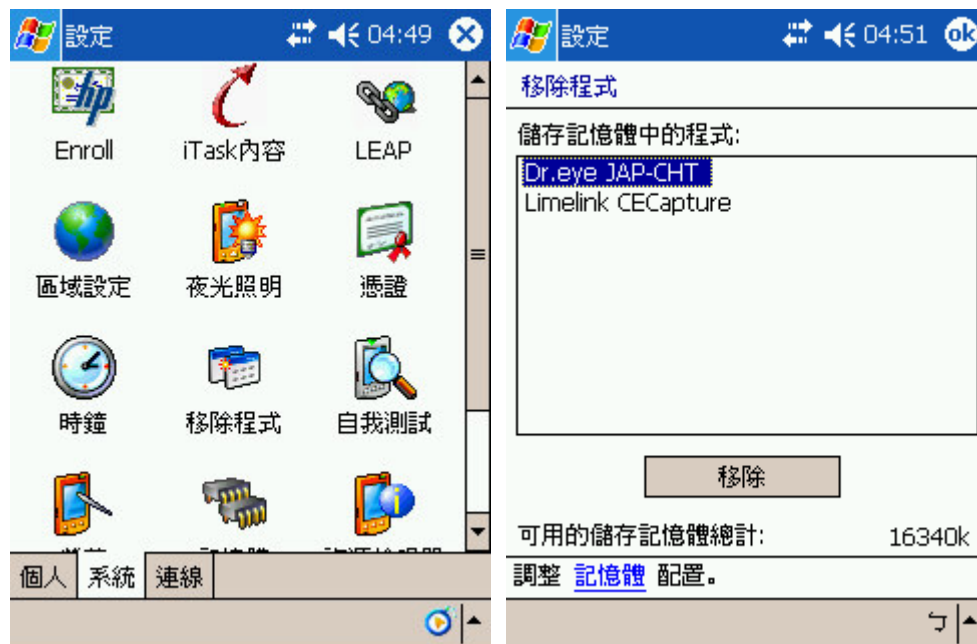 設定
04:49
hp
Enroll
iTask內容
LEAP
區域設定
夜光照明
憑證
時鐘
移除程式
自我測試
個人
系統
連線
設定
04:51
ok
移除程式
儲存記憶體中的程式:
Dr.eye JAP-CHT
Limelink CECapture
移除
可用的儲存記憶體總計:
16340k
調整 記憶體 配置。
ㄅ